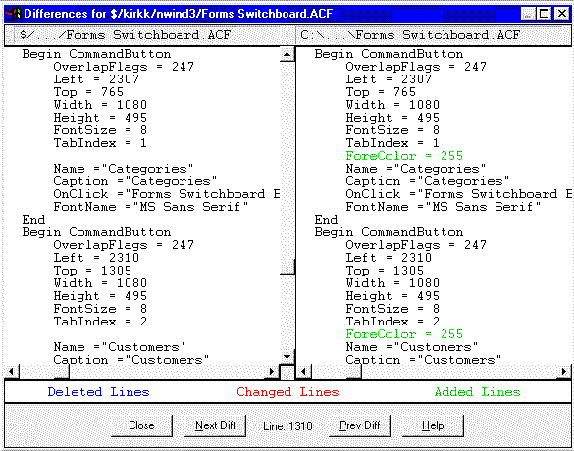 Differences for $/kirkk/nwind3/Forms Switchboard.ACF
$/.../Forms Switchboard.ACF
C:\...\Forms Switchboard.ACF
Begin CommandButton
OverlapFlags = 247
Left = 2307
Top = 765
Width = 1080
Height = 495
FontSize = 8
TabIndex = 1
Name ="Categories"
Caption ="Categories"
OnClick ="Forms Switchboard
FontName ="MS Sans Serif"
End
Begin CommandButton
OverlapFlags = 247
Left = 2310
Top = 1305
Width = 1080
Height = 495
FontSize = 8
TabIndex = 2
Name ="Customers"
Caption ="Customers"
Begin CommandButton
OverlapFlags = 247
Left = 2307
Top = 765
Width = 1080
Height = 495
FontSize = 8
TabIndex = 1
ForeColor = 255
Name ="Categories"
Caption ="Categories"
OnClick ="Forms Switchboard E
FontName ="MS Sans Serif"
End
Begin CommandButton
OverlapFlags = 247
Left = 2310
Top = 1305
Width = 1080
Height = 495
FontSize = 8
TabIndex = 2
ForeColor = 255
Name ="Customers"
Caption ="Customers"
Deleted Lines
Changed Lines
Added Lines
Close
Next Diff
Line: 1310
Prev Diff
Help